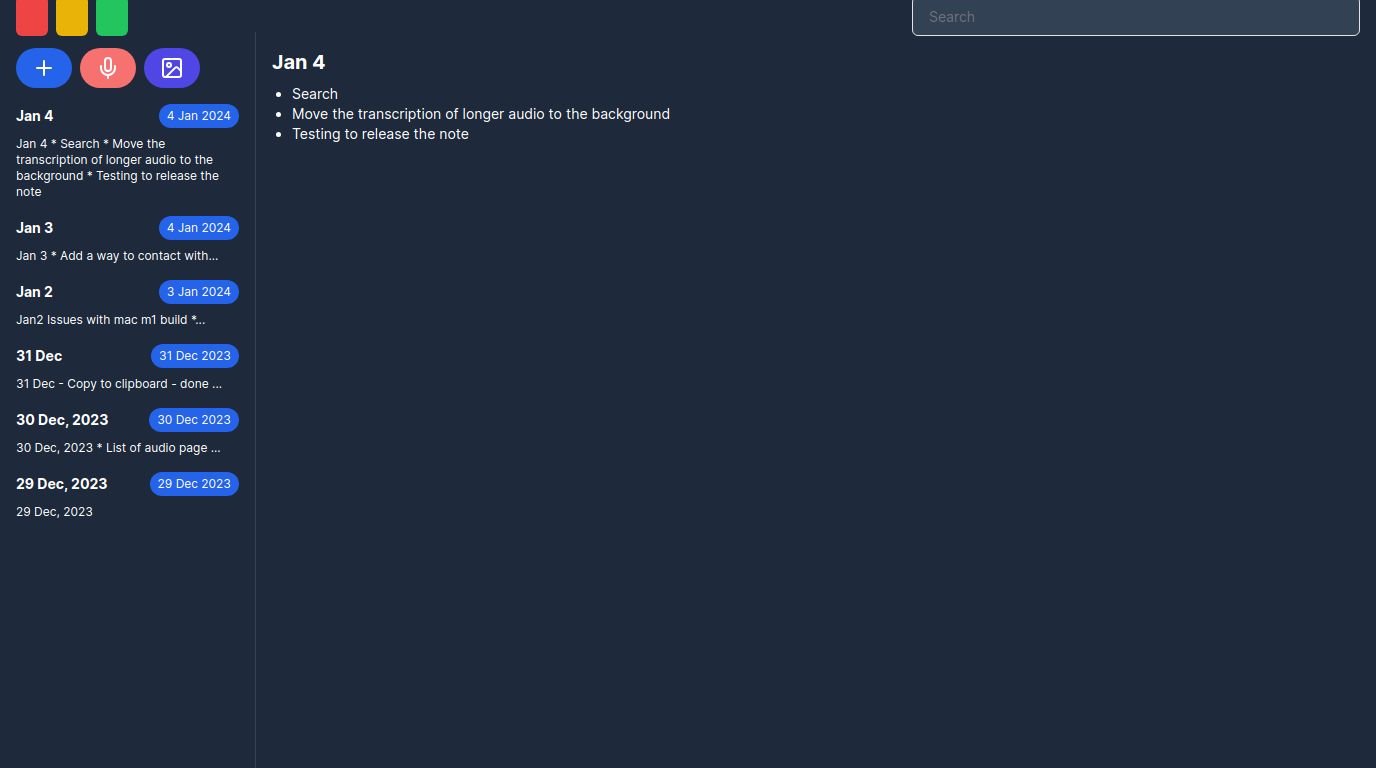 Search
Jan 4
4 Jan 2024
Jan 4 * Search * Move the
transcription of longer audio to the
background * Testing to release the
note
Jan 3
4 Jan 2024
Jan 3 * Add a way to contact with...
Jan 2
3 Jan 2024
Jan2 Issues with mac m1 build *...
31 Dec
31 Dec 2023
31 Dec - Copy to clipboard - done ...
30 Dec, 2023
30 Dec 2023
30 Dec, 2023 * List of audio page ...
29 Dec, 2023
29 Dec 2023
29 Dec, 2023
Jan 4
• Search
• Move the transcription of longer audio to the background
• Testing to release the note